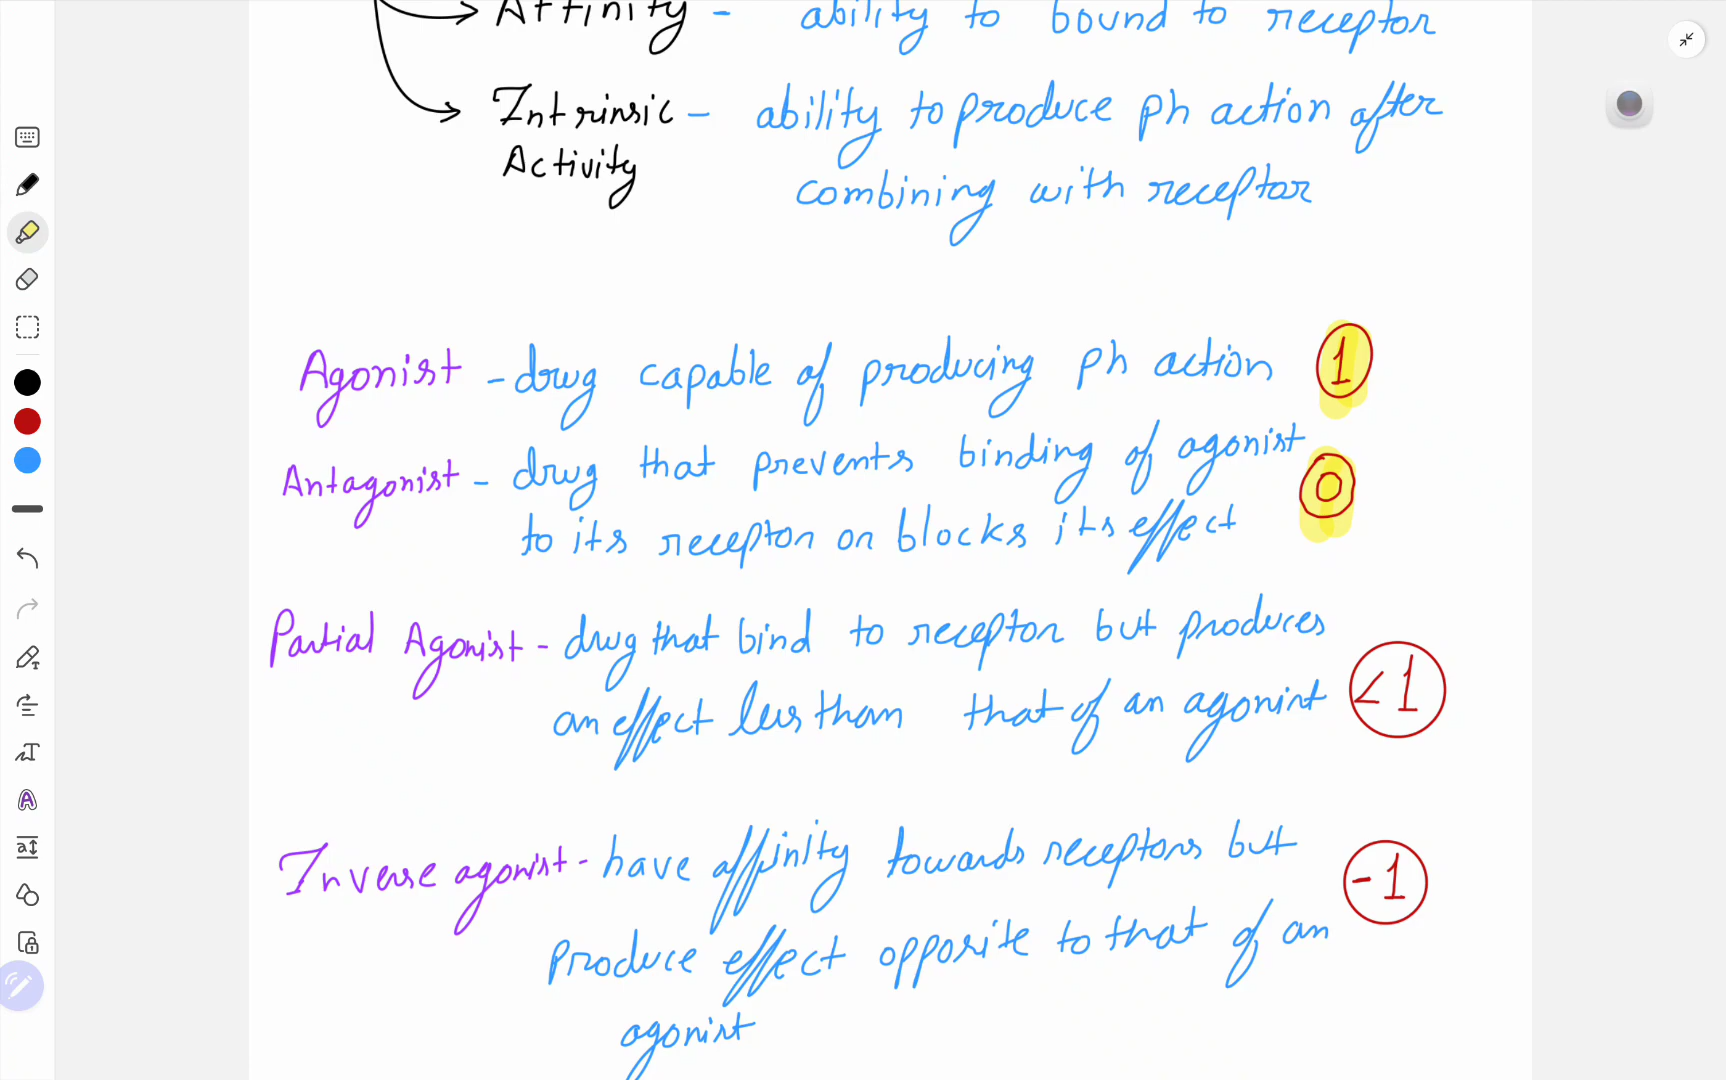 Affinity - ability to bound to receptor
Intrinsic - ability to produce ph action after
Activity combining with receptor
Agonist - drug capable of producing ph action 1
Antagonist - drug that prevents binding of agonist 0
to its receptor or blocks its effect
Partial Agonist - drug that bind to receptor but produces
an effect less than that of an agonist <1
Inverse agonist - have affinity towards receptors but -1
Produce effect opposite to that of an
agonist